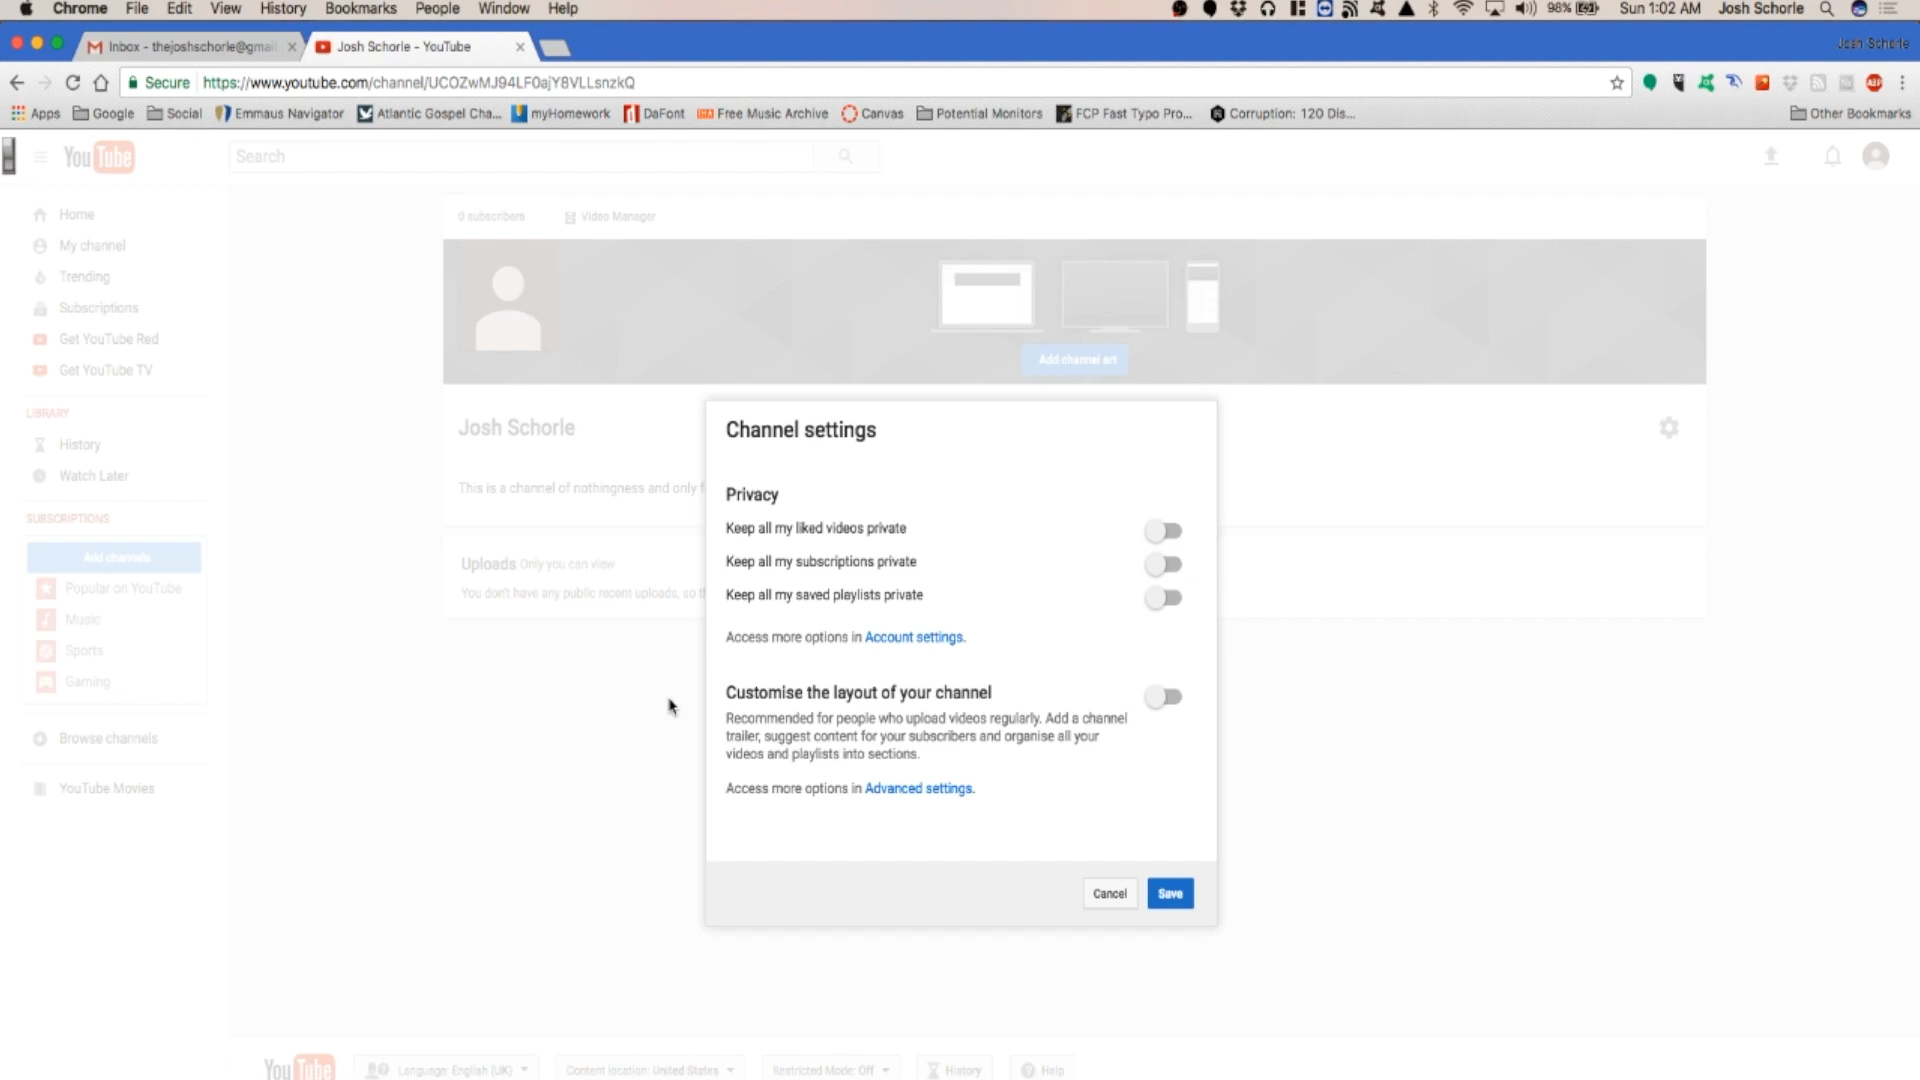 Chrome File Edit View History Bookmarks People Window Help 98% Sun 1:02 AM Josh Schorle
Inbox - thejoshschorle@gmail Josh Schorle - YouTube Josh Schorle
Secure https://www.youtube.com/channel/UCOZwMJ94LF0ajY8VLLsnzkQ ABP
Apps Google Social Emmaus Navigator Atlantic Gospel Cha... myHomework DaFont Free Music Archive Canvas Potential Monitors FCP Fast Typo Pro... Corruption: 120 Dis... Other Bookmarks
YouTube Search
0 subscribers Video Manager
Home
My channel
Trending
Subscriptions
Get YouTube Red
Get YouTube TV
Add channel art
LIBRARY
History
Watch Later
SUBSCRIPTIONS
Add channels
Popular on YouTube
Music
Sports
Gaming
Browse channels
YouTube Movies
Josh Schorle
This is a channel of nothingness and only f
Uploads Only you can view
You don't have any public recent uploads, so th
Channel settings
Privacy
Keep all my liked videos private
Keep all my subscriptions private
Keep all my saved playlists private
Access more options in Account settings.
Customise the layout of your channel
Recommended for people who upload videos regularly. Add a channel
trailer, suggest content for your subscribers and organise all your
videos and playlists into sections.
Access more options in Advanced settings.
Cancel Save
YouTube Language: English (UK) Content location: United States Restricted Mode: Off History Help